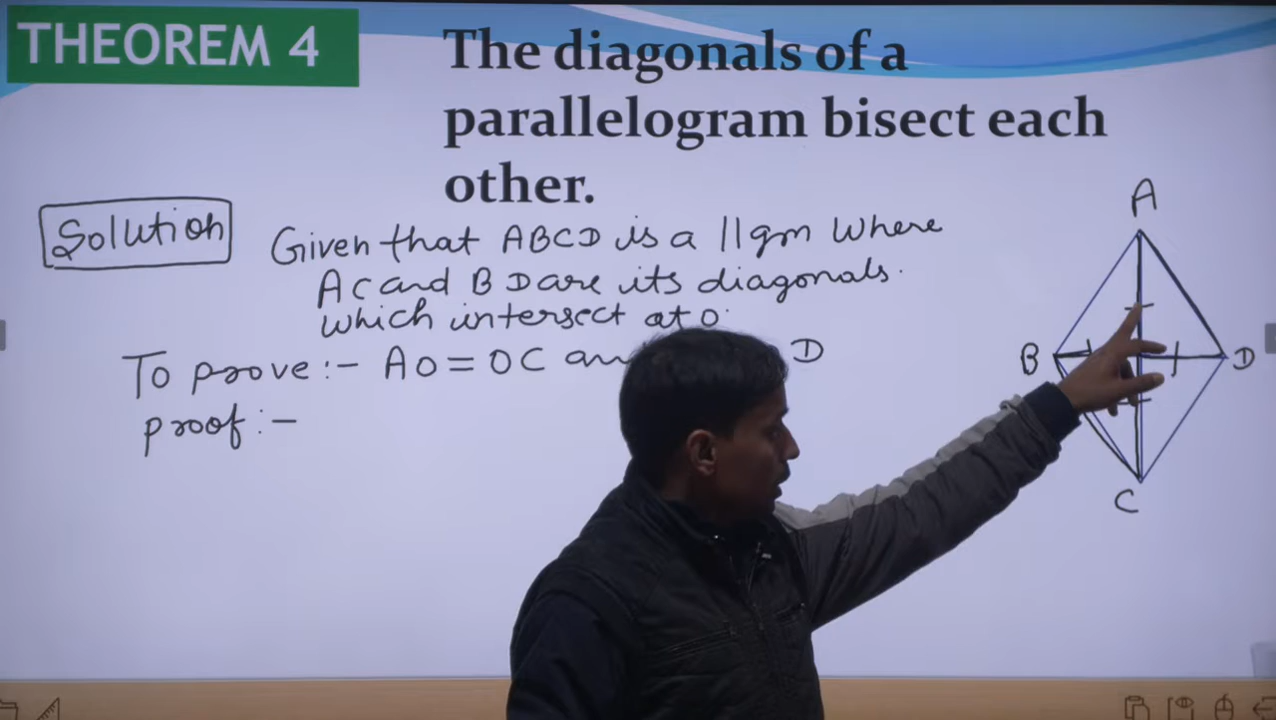 THEOREM 4
The diagonals of a
parallelogram bisect each
other.
Solution
Given that ABCD is a ||gm where
AC and BD are its diagonals.
which intersect at O.
To prove :- AO = OC an D
proof :-
A
B
D
C